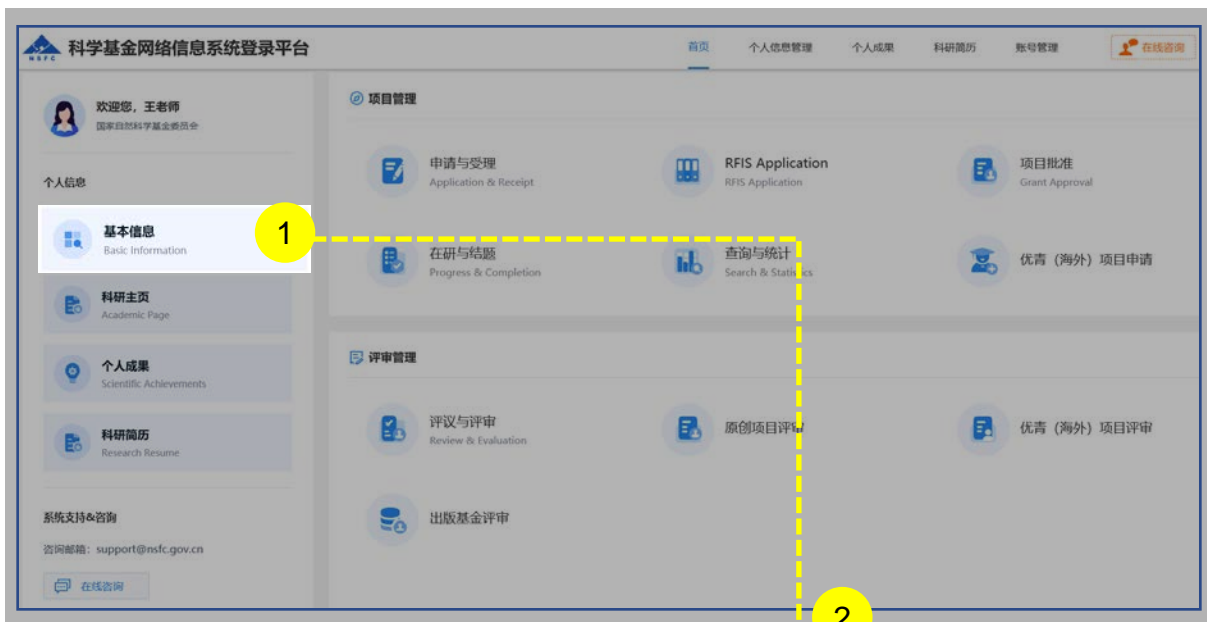 NSFC
科学基金网络信息系统登录平台
首页
个人信息管理
个人成果
科研简历
账号管理
在线咨询
欢迎您，王老师
国家自然科学基金委员会
个人信息
基本信息
Basic Information
1
科研主页
Academic Page
个人成果
Scientific Achievements
科研简历
Research Resume
系统支持&咨询
咨询邮箱：support@nsfc.gov.cn
在线咨询
项目管理
申请与受理
Application & Receipt
RFIS Application
RFIS Application
项目批准
Grant Approval
在研与结题
Progress & Completion
查询与统计
Search & Statistics
优青（海外）项目申请
评审管理
评议与评审
Review & Evaluation
原创项目评审
优青（海外）项目评审
出版基金评审
2